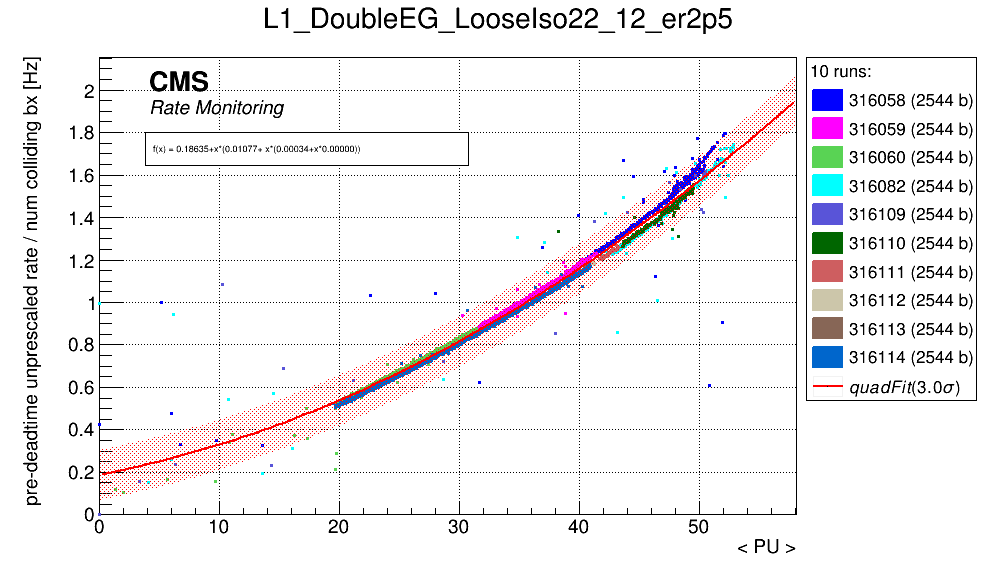 L1_DoubleEG_LooseIso22_12_er2p5
pre-deadtime unprescaled rate / num colliding bx [Hz]
CMS
Rate Monitoring
f(x) = 0.18635+x*(0.01077+ x*(0.00034+x*0.00000))
2
1.8
1.6
1.4
1.2
1
0.8
0.6
0.4
0.2
0
0 10 20 30 40 50
< PU >
10 runs:
316058 (2544 b)
316059 (2544 b)
316060 (2544 b)
316082 (2544 b)
316109 (2544 b)
316110 (2544 b)
316111 (2544 b)
316112 (2544 b)
316113 (2544 b)
316114 (2544 b)
quadFit(3.0σ)